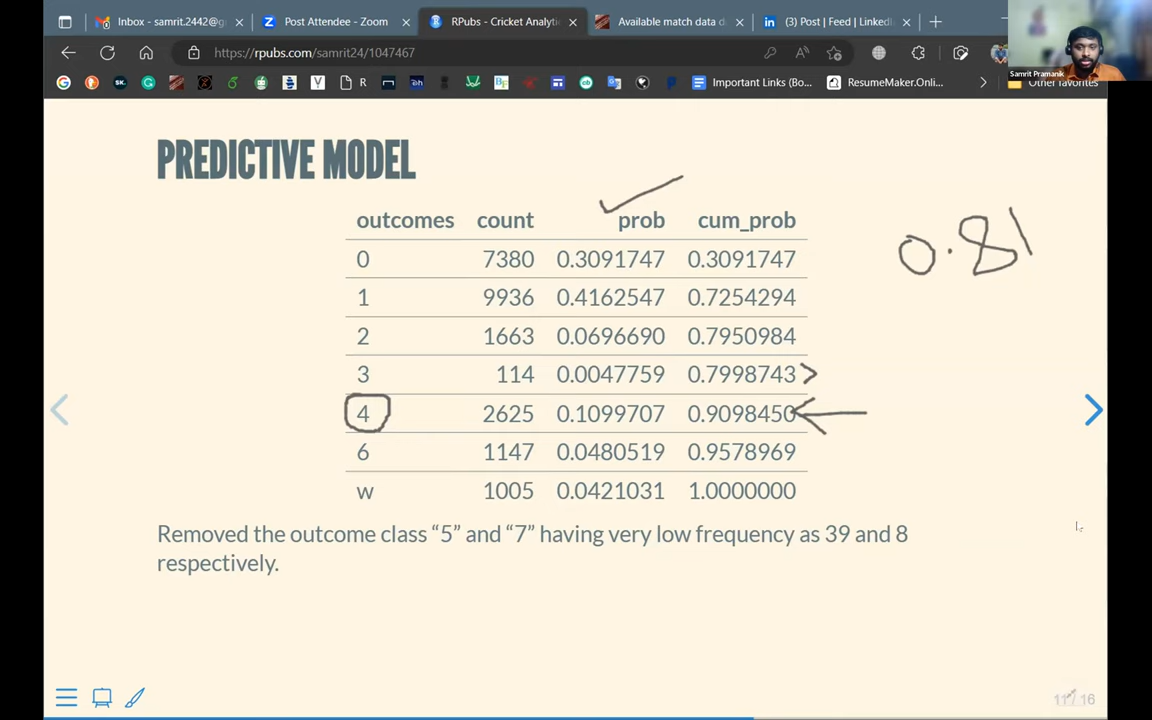 Inbox - samrit.2442@g
Post Attendee - Zoom
RPubs - Cricket Analyti
Available match data d
(3) Post | Feed | LinkedI
https://rpubs.com/samrit24/1047467
R
Important Links (Bo...
ResumeMaker.Onli...
Other favorites
Samrit Pramanik
PREDICTIVE MODEL
outcomes count prob cum_prob
0 7380 0.3091747 0.3091747
1 9936 0.4162547 0.7254294
2 1663 0.0696690 0.7950984
3 114 0.0047759 0.7998743 >
4 2625 0.1099707 0.9098450
6 1147 0.0480519 0.9578969
w 1005 0.0421031 1.0000000
0.81
Removed the outcome class “5” and “7” having very low frequency as 39 and 8
respectively.
11 / 16